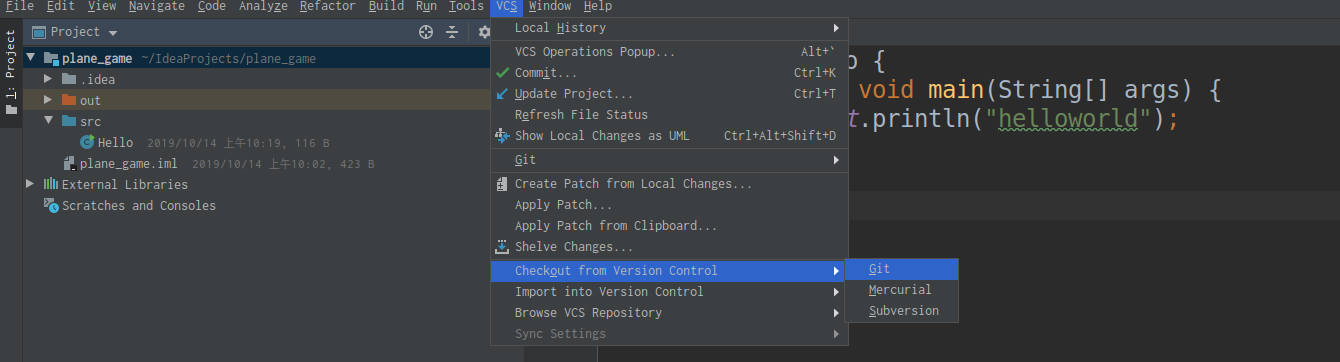 File Edit View Navigate Code Analyze Refactor Build Run Tools VCS Window Help
1: Project
Project
plane_game ~/IdeaProjects/plane_game
.idea
out
src
Hello 2019/10/14 上午10:19, 116 B
plane_game.iml 2019/10/14 上午10:02, 423 B
External Libraries
Scratches and Consoles
Local History
VCS Operations Popup... Alt+`
Commit... Ctrl+K
Update Project... Ctrl+T
Refresh File Status
Show Local Changes as UML Ctrl+Alt+Shift+D
Git
Create Patch from Local Changes...
Apply Patch...
Apply Patch from Clipboard...
Shelve Changes...
Checkout from Version Control
Import into Version Control
Browse VCS Repository
Sync Settings
Git
Mercurial
Subversion
o {
void main(String[] args) {
t.println("helloworld");